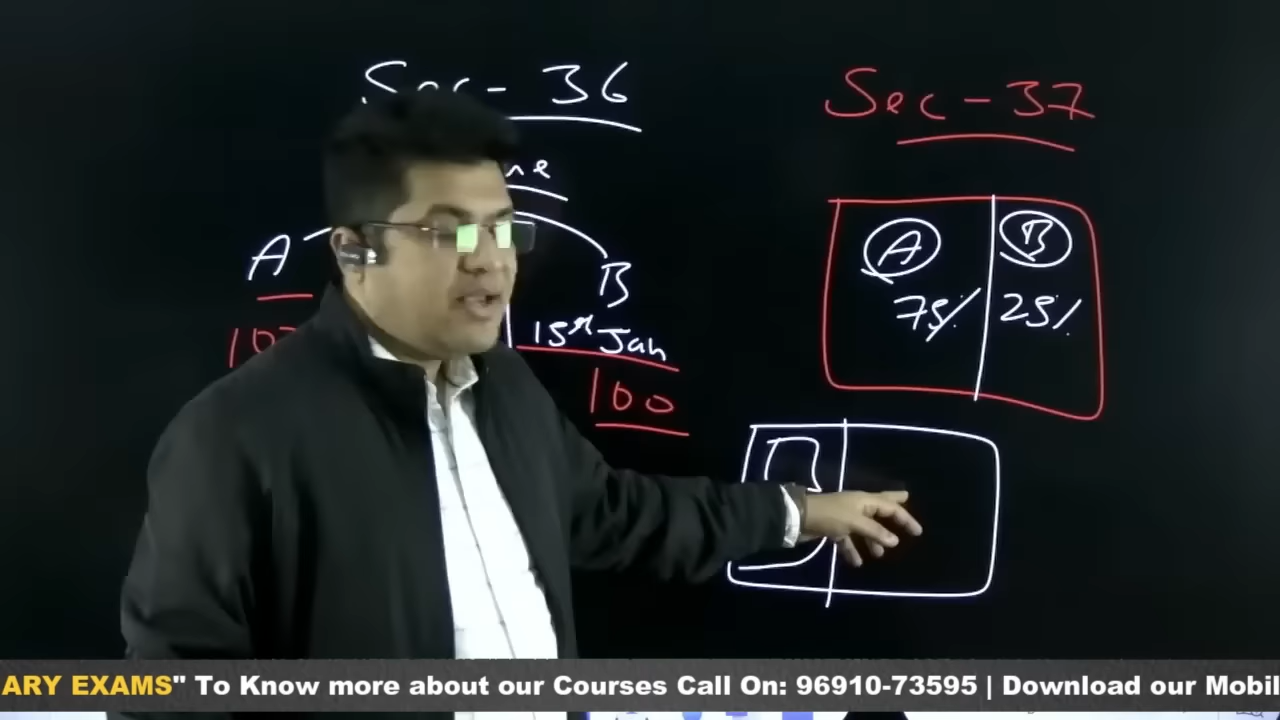 Sec- 36
Sec - 37
A
B
15st Jan
100
A
B
75%
25%
ARY EXAMS" To Know more about our Courses Call On: 96910-73595 | Download our Mobil